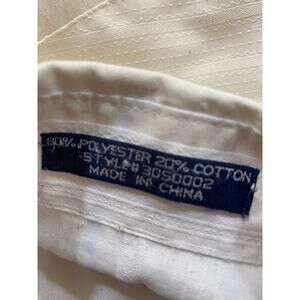 80% POLYESTER 20% COTTON
STYLE# 30S0002
MADE IN CHINA